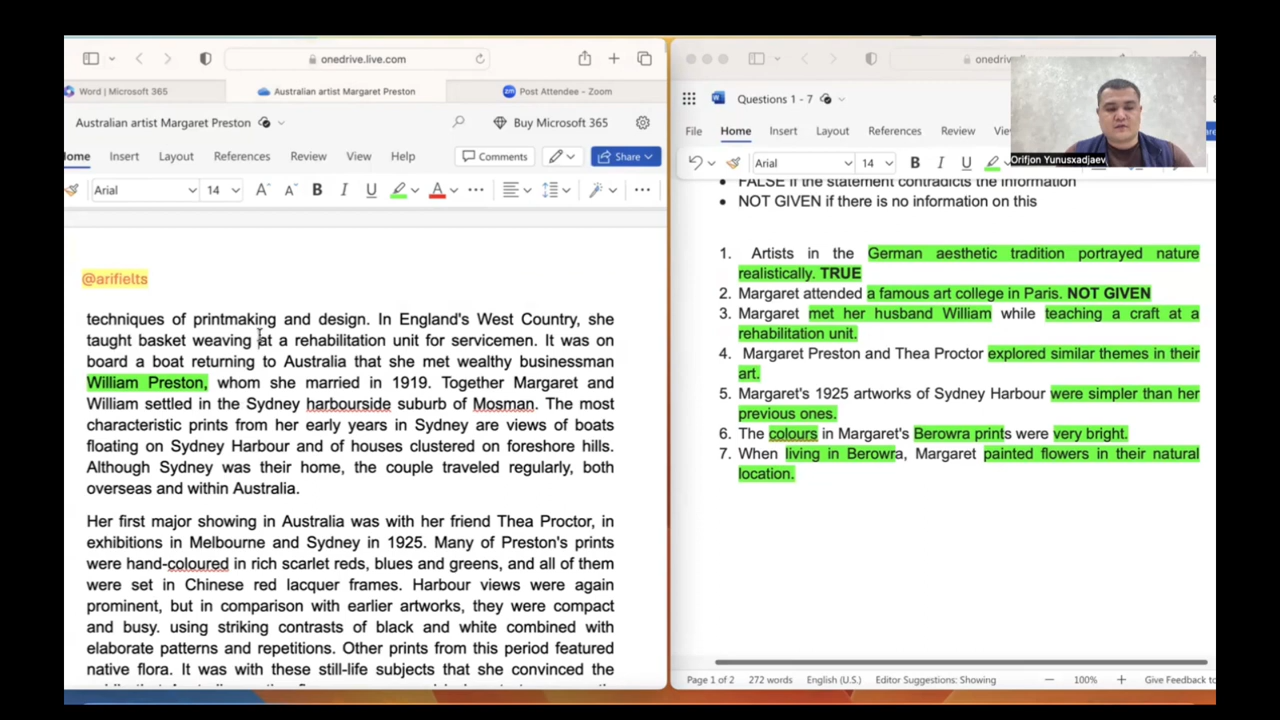 onedrive.live.com
Word | Microsoft 365
Australian artist Margaret Preston
Post Attendee - Zoom
Australian artist Margaret Preston
Buy Microsoft 365
ome Insert Layout References Review View Help Comments Share
Arial 14 A A B I U A
@arifielts
techniques of printmaking and design. In England's West Country, she
taught basket weaving at a rehabilitation unit for servicemen. It was on
board a boat returning to Australia that she met wealthy businessman
William Preston, whom she married in 1919. Together Margaret and
William settled in the Sydney harbourside suburb of Mosman. The most
characteristic prints from her early years in Sydney are views of boats
floating on Sydney Harbour and of houses clustered on foreshore hills.
Although Sydney was their home, the couple traveled regularly, both
overseas and within Australia.
Her first major showing in Australia was with her friend Thea Proctor, in
exhibitions in Melbourne and Sydney in 1925. Many of Preston's prints
were hand-coloured in rich scarlet reds, blues and greens, and all of them
were set in Chinese red lacquer frames. Harbour views were again
prominent, but in comparison with earlier artworks, they were compact
and busy. using striking contrasts of black and white combined with
elaborate patterns and repetitions. Other prints from this period featured
native flora. It was with these still-life subjects that she convinced the
onedriv
Questions 1 - 7
File Home Insert Layout References Review Vie
Arial 14 B I U
Orifjon Yunusxadjaev
FALSE if the statement contradicts the information
• NOT GIVEN if there is no information on this
1. Artists in the German aesthetic tradition portrayed nature
realistically. TRUE
2. Margaret attended a famous art college in Paris. NOT GIVEN
3. Margaret met her husband William while teaching a craft at a
rehabilitation unit.
4. Margaret Preston and Thea Proctor explored similar themes in their
art.
5. Margaret's 1925 artworks of Sydney Harbour were simpler than her
previous ones.
6. The colours in Margaret's Berowra prints were very bright.
7. When living in Berowra, Margaret painted flowers in their natural
location.
Page 1 of 2 272 words English (U.S.) Editor Suggestions: Showing 100% Give Feedback to